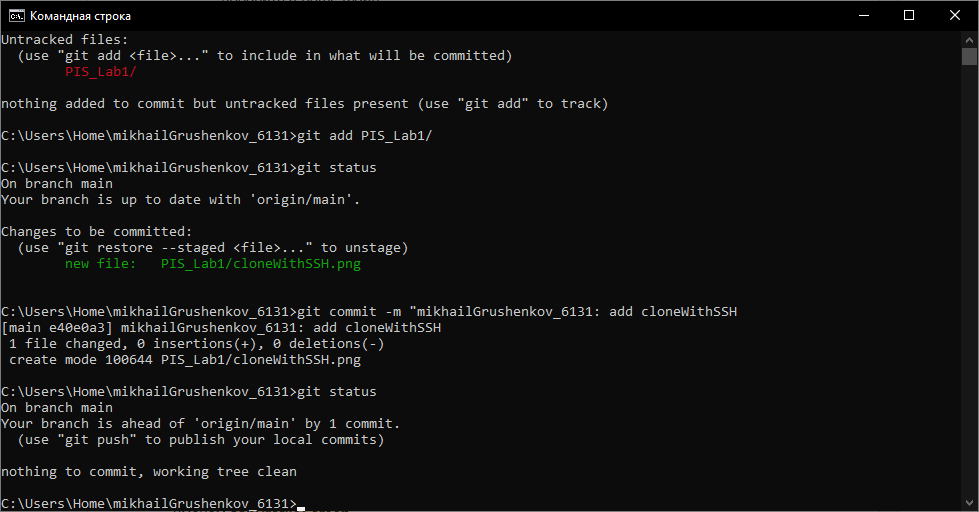 Командная строка
Untracked files:
  (use "git add <file>..." to include in what will be committed)
        PIS_Lab1/

nothing added to commit but untracked files present (use "git add" to track)

C:\Users\Home\mikhailGrushenkov_6131>git add PIS_Lab1/

C:\Users\Home\mikhailGrushenkov_6131>git status
On branch main
Your branch is up to date with 'origin/main'.

Changes to be committed:
  (use "git restore --staged <file>..." to unstage)
        new file:   PIS_Lab1/cloneWithSSH.png

C:\Users\Home\mikhailGrushenkov_6131>git commit -m "mikhailGrushenkov_6131: add cloneWithSSH
[main e40e0a3] mikhailGrushenkov_6131: add cloneWithSSH
 1 file changed, 0 insertions(+), 0 deletions(-)
 create mode 100644 PIS_Lab1/cloneWithSSH.png

C:\Users\Home\mikhailGrushenkov_6131>git status
On branch main
Your branch is ahead of 'origin/main' by 1 commit.
  (use "git push" to publish your local commits)

nothing to commit, working tree clean

C:\Users\Home\mikhailGrushenkov_6131>